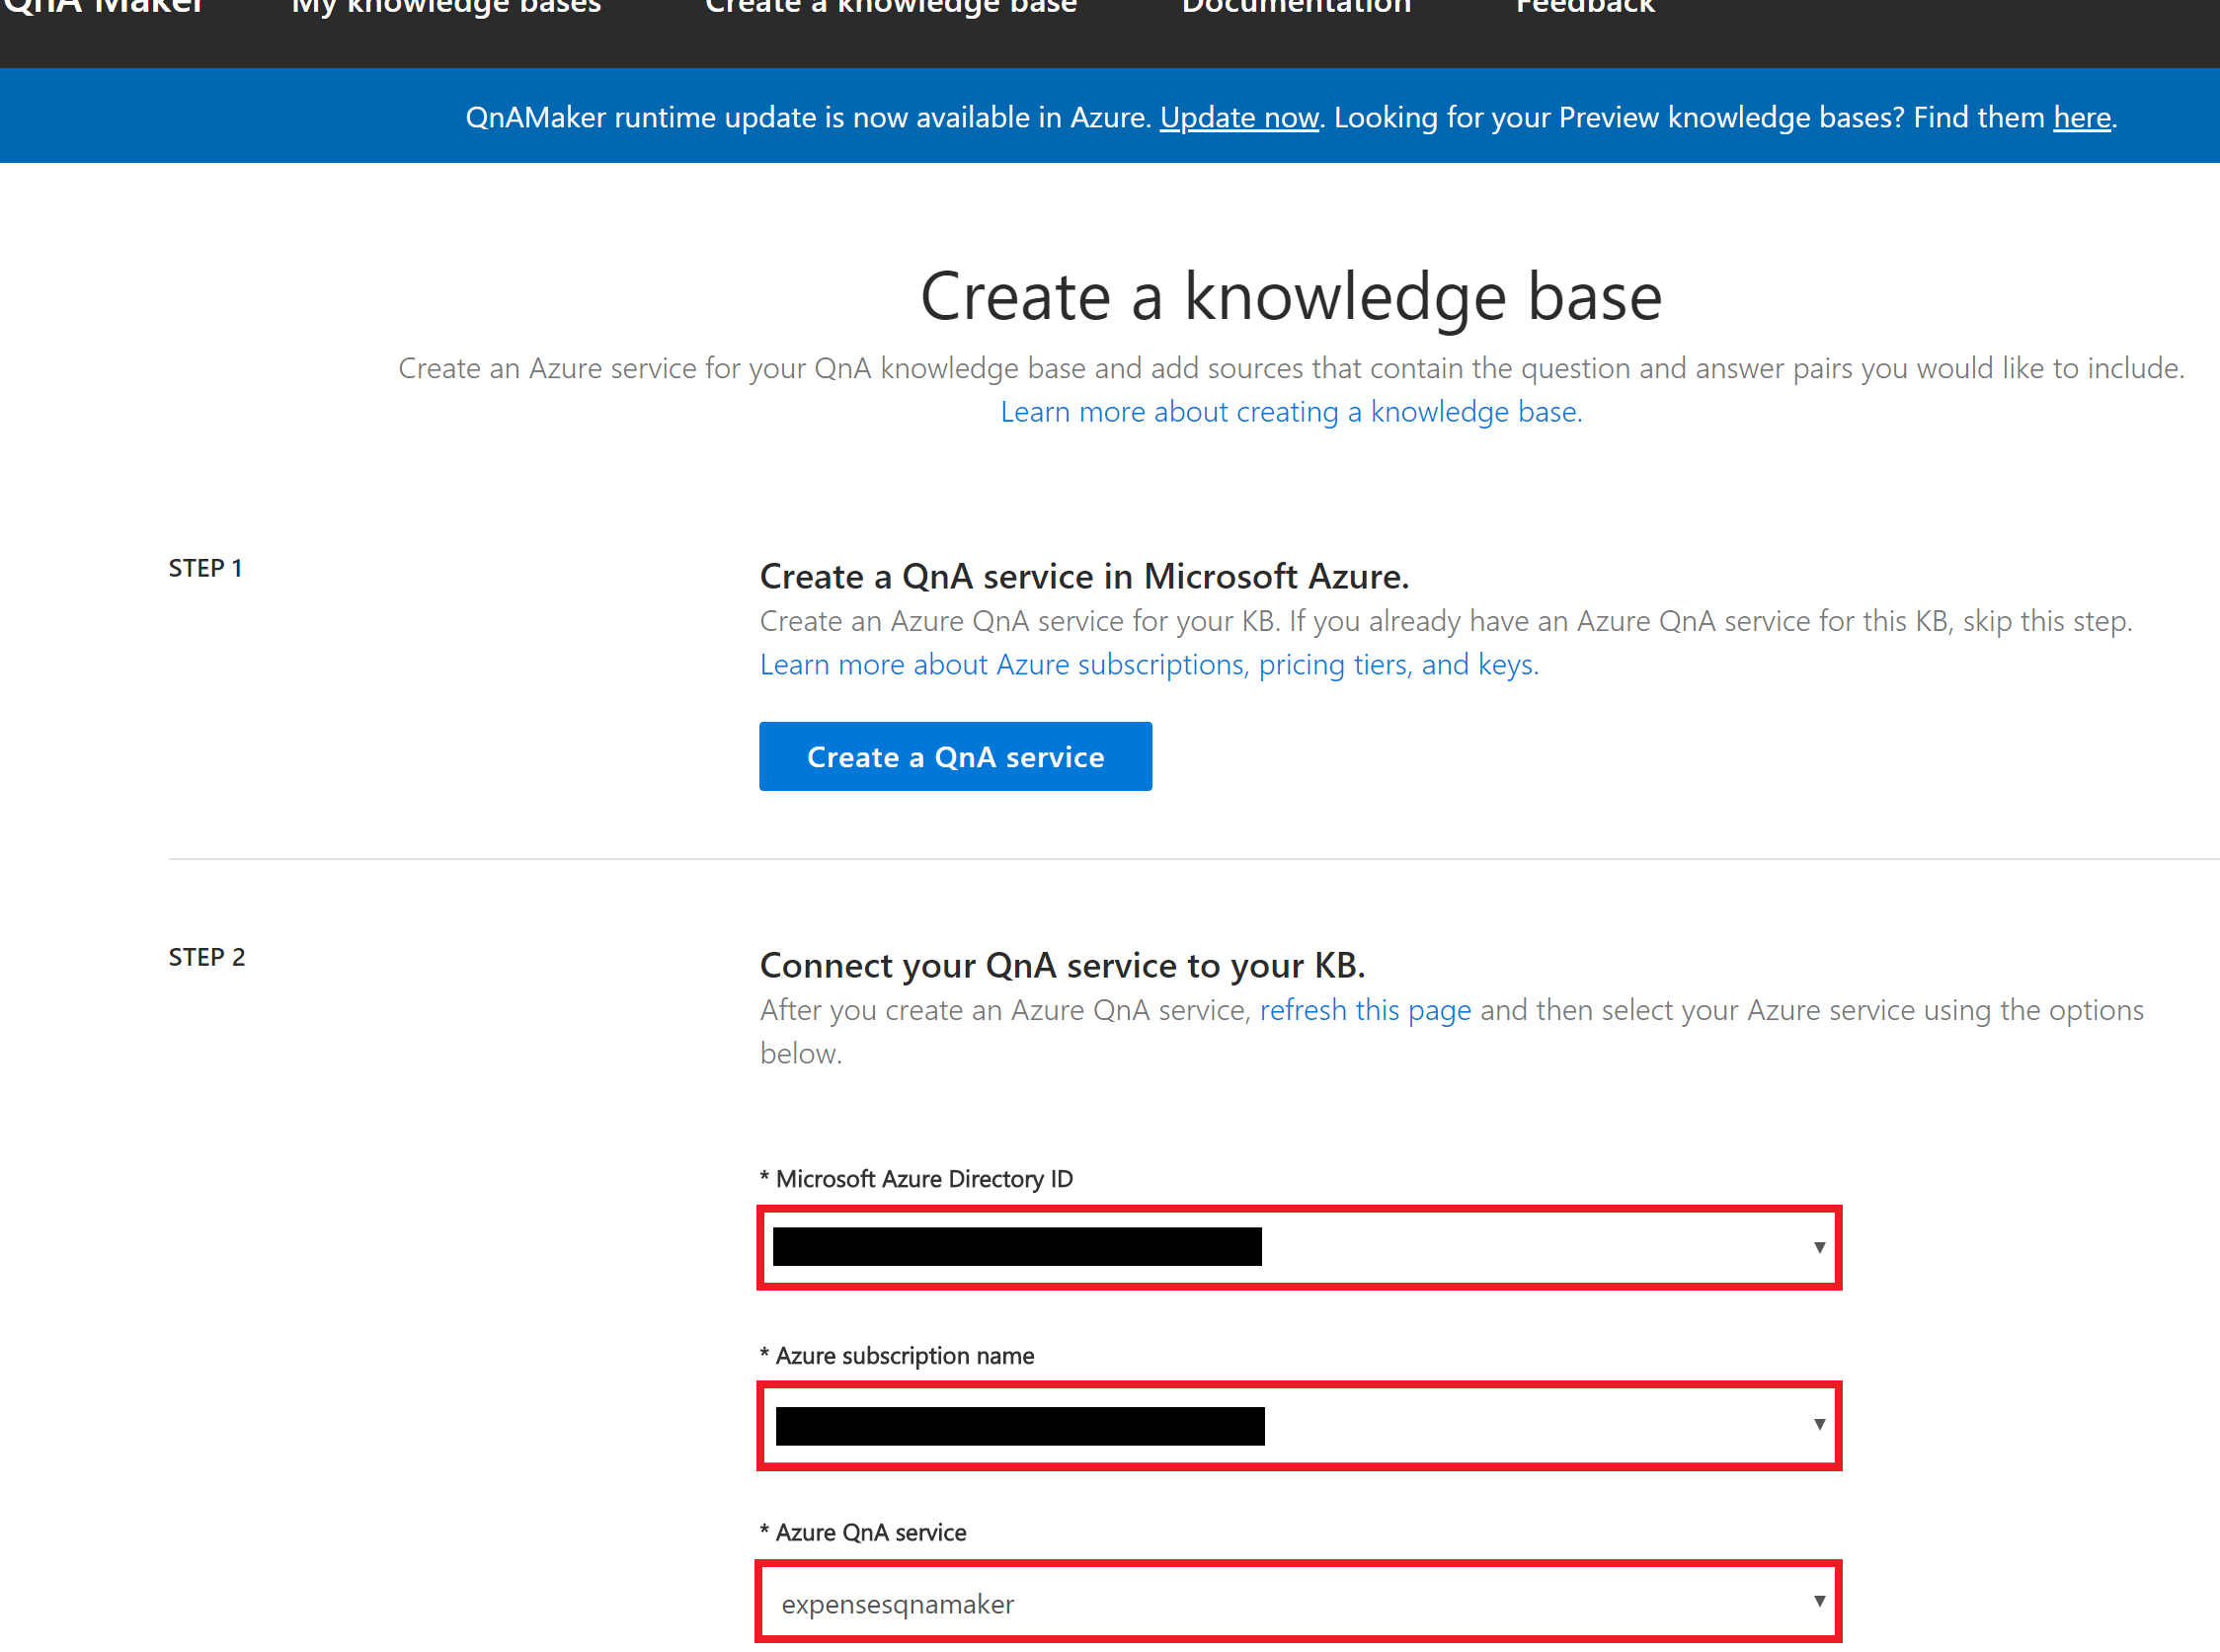 QnA Maker My knowledge bases Create a knowledge base Documentation Feedback
QnAMaker runtime update is now available in Azure. Update now. Looking for your Preview knowledge bases? Find them here.
Create a knowledge base
Create an Azure service for your QnA knowledge base and add sources that contain the question and answer pairs you would like to include.
Learn more about creating a knowledge base.
STEP 1
Create a QnA service in Microsoft Azure.
Create an Azure QnA service for your KB. If you already have an Azure QnA service for this KB, skip this step.
Learn more about Azure subscriptions, pricing tiers, and keys.
Create a QnA service
STEP 2
Connect your QnA service to your KB.
After you create an Azure QnA service, refresh this page and then select your Azure service using the options
below.
* Microsoft Azure Directory ID
* Azure subscription name
* Azure QnA service
expensesqnamaker